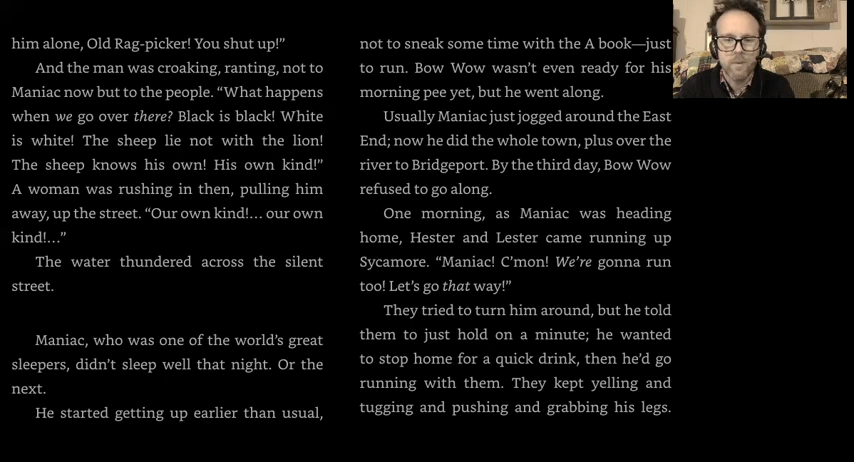 him alone, Old Rag-picker! You shut up!”
And the man was croaking, ranting, not to
Maniac now but to the people. “What happens
when we go over there? Black is black! White
is white! The sheep lie not with the lion!
The sheep knows his own! His own kind!”
A woman was rushing in then, pulling him
away, up the street. “Our own kind!… our own
kind!…”
The water thundered across the silent
street.
Maniac, who was one of the world’s great
sleepers, didn’t sleep well that night. Or the
next.
He started getting up earlier than usual,
not to sneak some time with the A book—just
to run. Bow Wow wasn’t even ready for his
morning pee yet, but he went along.
Usually Maniac just jogged around the East
End; now he did the whole town, plus over the
river to Bridgeport. By the third day, Bow Wow
refused to go along.
One morning, as Maniac was heading
home, Hester and Lester came running up
Sycamore. “Maniac! C’mon! We’re gonna run
too! Let’s go that way!”
They tried to turn him around, but he told
them to just hold on a minute; he wanted
to stop home for a quick drink, then he’d go
running with them. They kept yelling and
tugging and pushing and grabbing his legs.